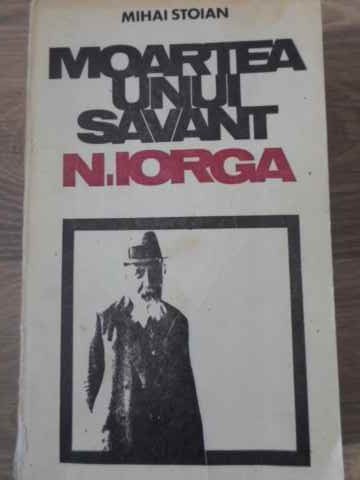 MIHAI STOIAN
MOARTEA
UNUI
SAVANT
N.IORGA